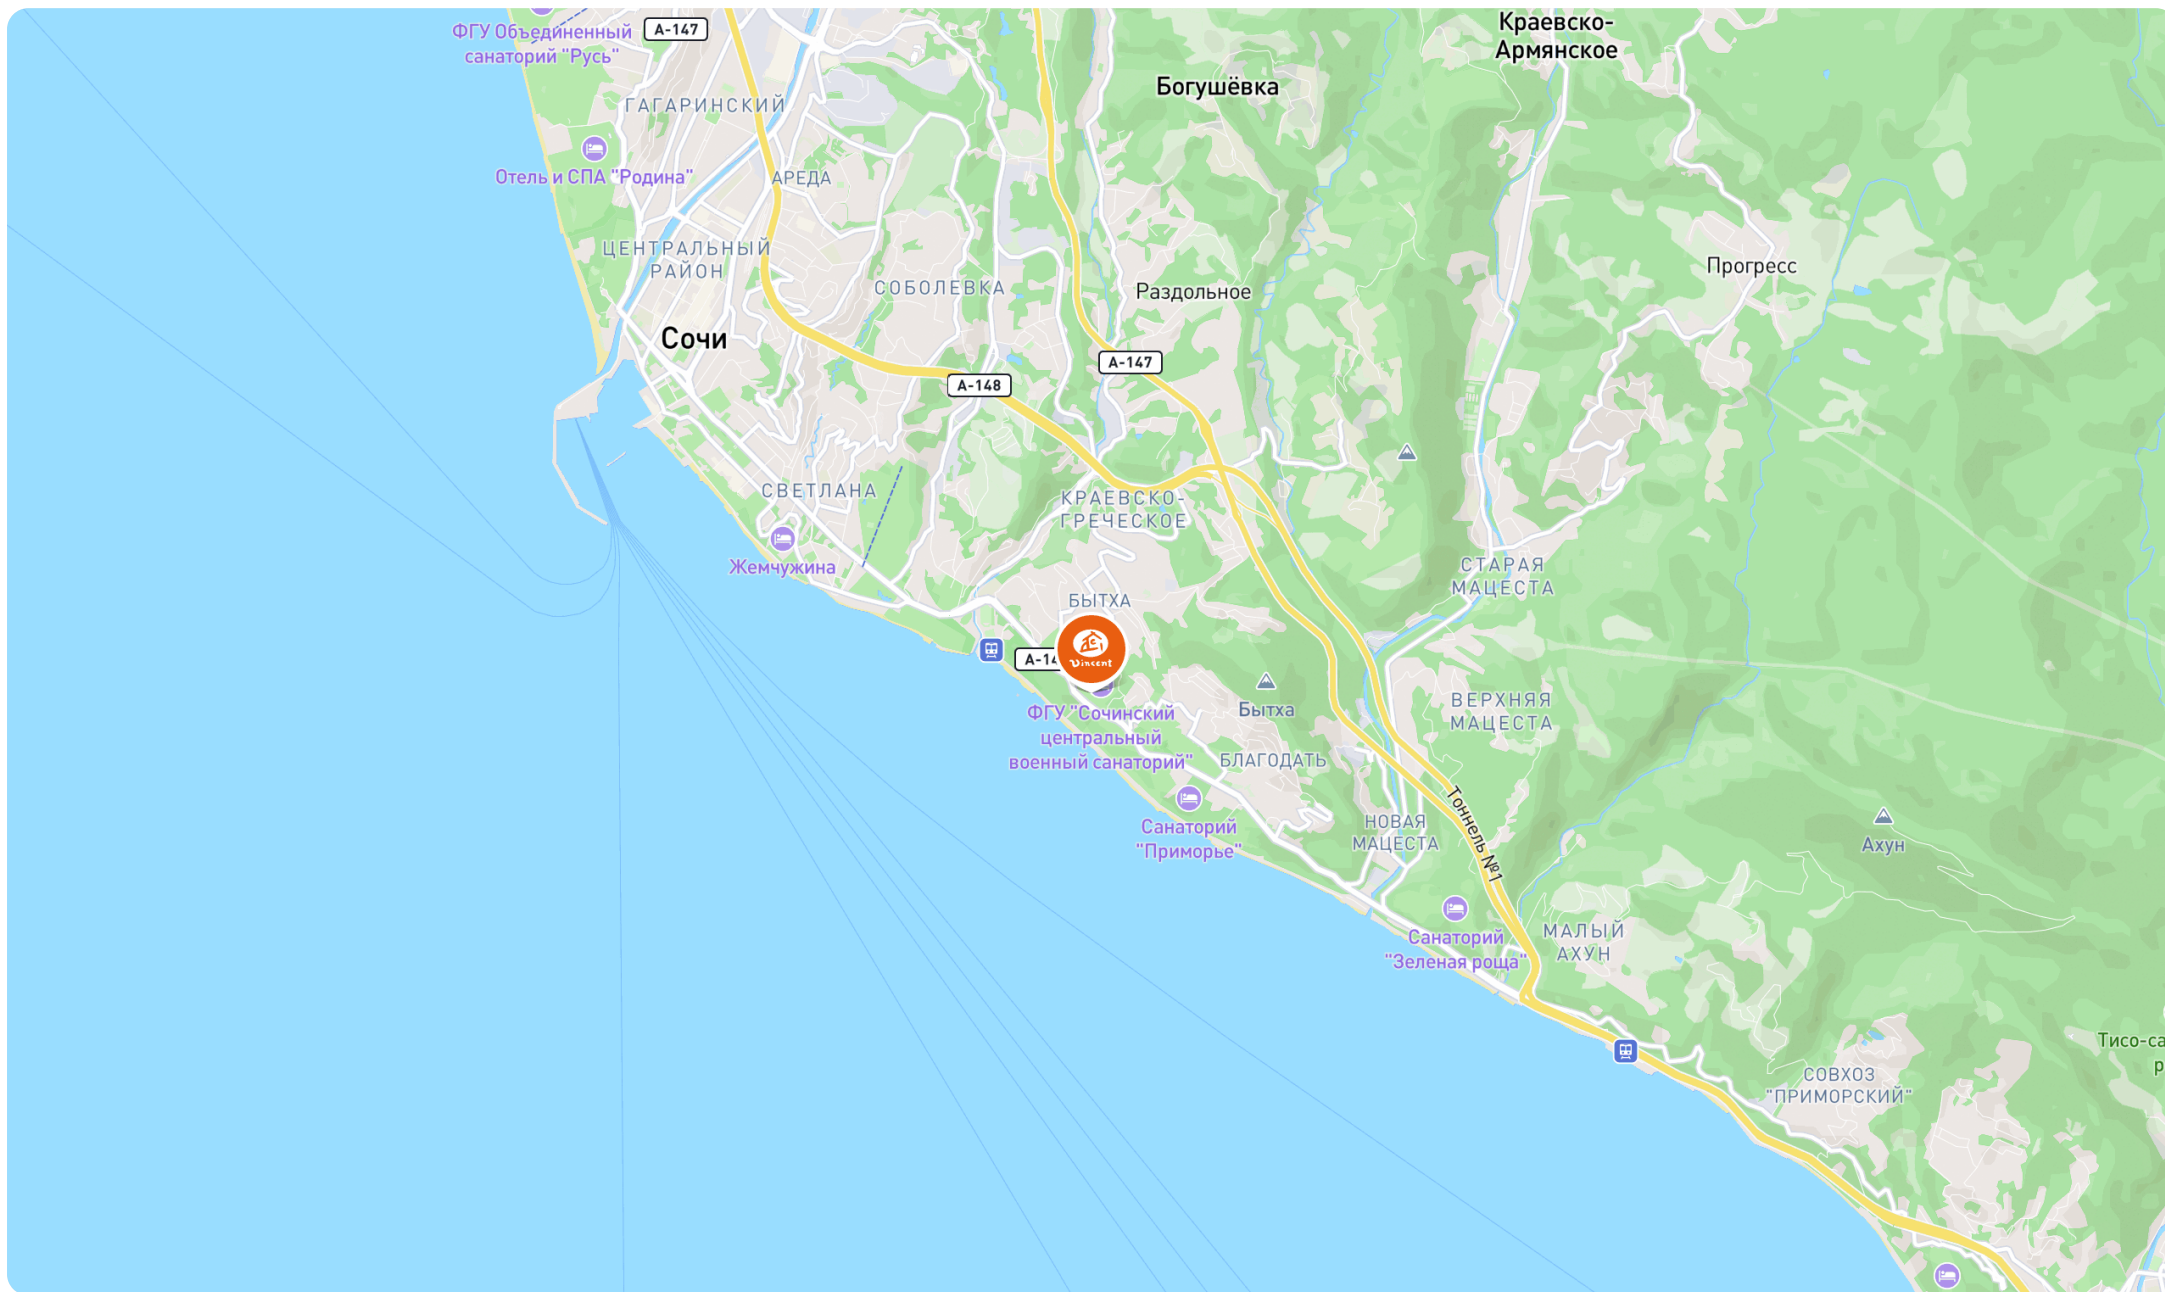 ФГУ Объединенный
санаторий "Русь"
А-147
Краевско-
Армянское
Богушёвка
ГАГАРИНСКИЙ
Отель и СПА "Родина"
АРЕДА
ЦЕНТРАЛЬНЫЙ
РАЙОН
СОБОЛЕВКА
Раздольное
Прогресс
Сочи
А-147
А-148
СВЕТЛАНА
КРАЕВСКО-
ГРЕЧЕСКОЕ
Жемчужина
СТАРАЯ
МАЦЕСТА
БЫТХА
Vincent
ФГУ "Сочинский
центральный
военный санаторий"
Бытха
ВЕРХНЯЯ
МАЦЕСТА
БЛАГОДАТЬ
Санаторий
"Приморье"
НОВАЯ
МАЦЕСТА
Тоннель №1
Ахун
Санаторий
"Зеленая роща"
МАЛЫЙ
АХУН
СОВХОЗ
"ПРИМОРСКИЙ"